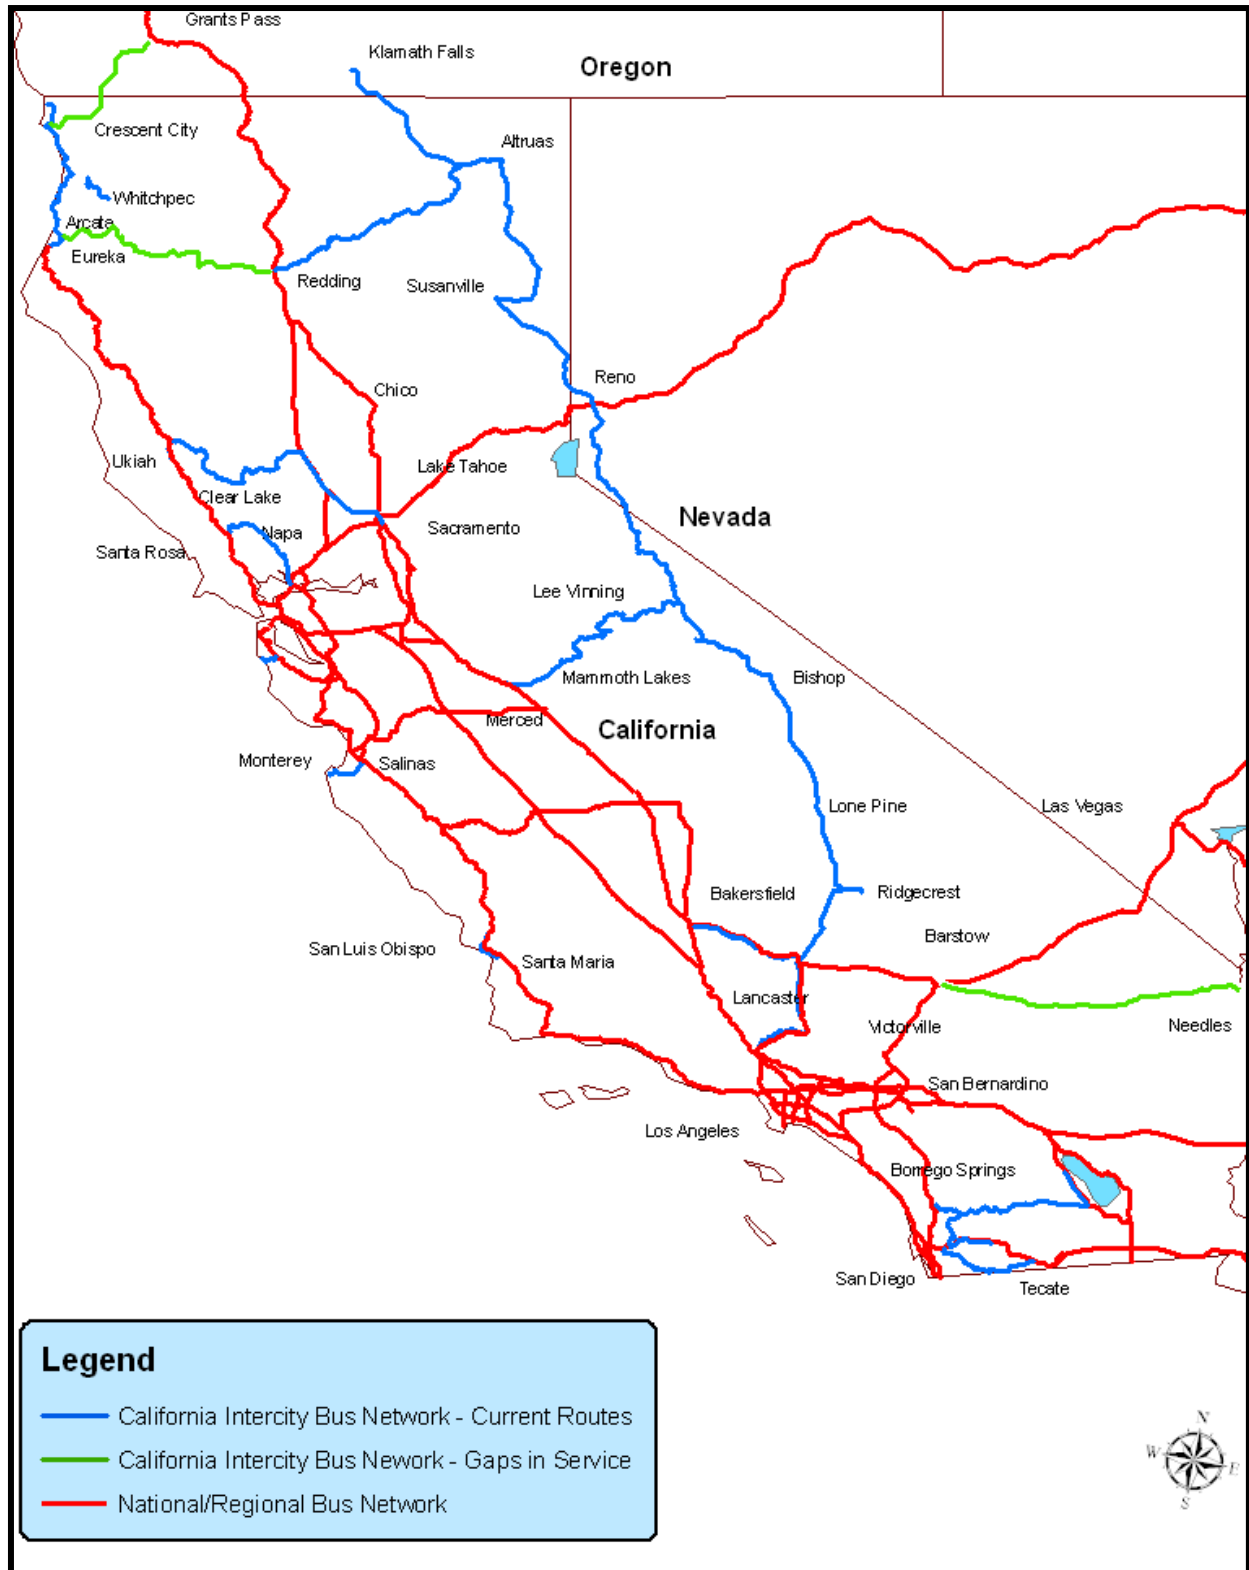 Grants Pass
Klamath Falls
Oregon
Crescent City
Altruas
Whitchpec
Arcata
Eureka
Redding
Susanville
Reno
Chico
Ukiah
Lake Tahoe
Clear Lake
Nevada
Napa
Sacramento
Santa Rosa
Lee Vinning
Mammoth Lakes
Bishop
Merced
California
Monterey
Salinas
Lone Pine
Las Vegas
Bakersfield
Ridgecrest
Barstow
San Luis Obispo
Santa Maria
Lancaster
Victorville
Needles
San Bernardino
Los Angeles
Borrego Springs
San Diego
Tecate
Legend
California Intercity Bus Network - Current Routes
California Intercity Bus Nework - Gaps in Service
National/Regional Bus Network
N
W
E
S